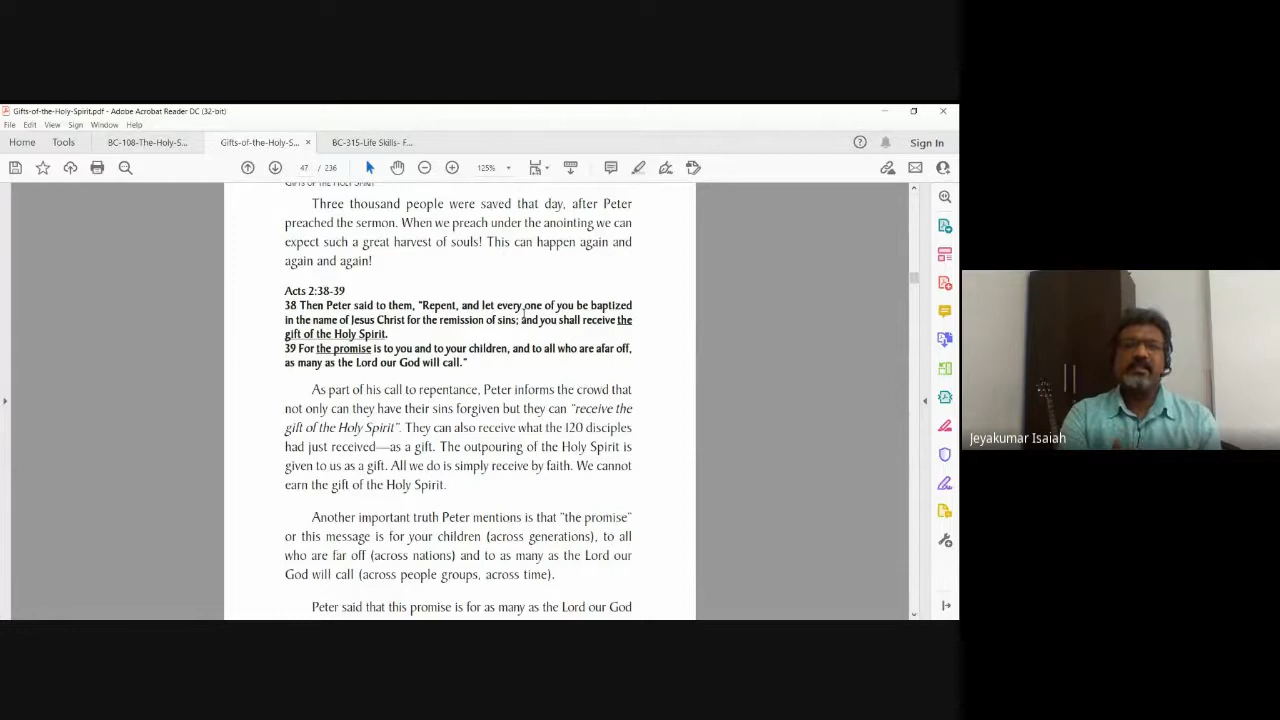 Gifts-of-the-Holy-Spirit.pdf - Adobe Acrobat Reader DC (32-bit)
File Edit View Sign Window Help
Home Tools BC-108-The-Holy-S... Gifts-of-the-Holy-S... × BC-315-Life Skills- F... Sign In
47 / 236 125%
GIFTS OF THE HOLY SPIRIT
Three thousand people were saved that day, after Peter
preached the sermon. When we preach under the anointing we can
expect such a great harvest of souls! This can happen again and
again and again!
Acts 2:38-39
38 Then Peter said to them, "Repent, and let every one of you be baptized
in the name of Jesus Christ for the remission of sins; and you shall receive the
gift of the Holy Spirit.
39 For the promise is to you and to your children, and to all who are afar off,
as many as the Lord our God will call."
As part of his call to repentance, Peter informs the crowd that
not only can they have their sins forgiven but they can "receive the
gift of the Holy Spirit". They can also receive what the 120 disciples
had just received—as a gift. The outpouring of the Holy Spirit is
given to us as a gift. All we do is simply receive by faith. We cannot
earn the gift of the Holy Spirit.
Another important truth Peter mentions is that "the promise"
or this message is for your children (across generations), to all
who are far off (across nations) and to as many as the Lord our
God will call (across people groups, across time).
Peter said that this promise is for as many as the Lord our God
Jeyakumar Isaiah